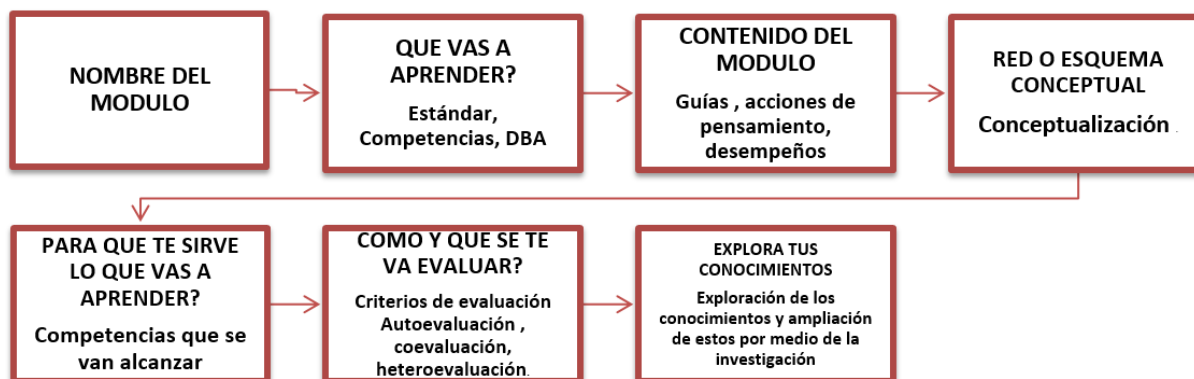 NOMBRE DEL
MODULO
QUE VAS A
APRENDER?
Estándar,
Competencias, DBA
CONTENIDO DEL
MODULO
Guías , acciones de
pensamiento,
desempeños
RED O ESQUEMA
CONCEPTUAL
Conceptualización .
PARA QUE TE SIRVE
LO QUE VAS A
APRENDER?
Competencias que se
van alcanzar
COMO Y QUE SE TE
VA EVALUAR?
Criterios de evaluación
Autoevaluación ,
coevaluación,
heteroevaluación.
EXPLORA TUS
CONOCIMIENTOS
Exploración de los
conocimientos y ampliación
de estos por medio de la
investigación